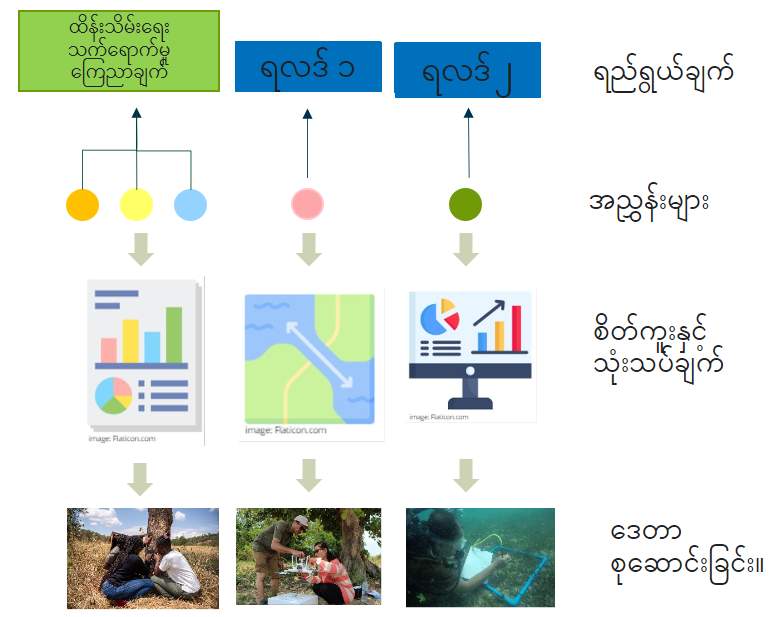 ထိန်းသိမ်းရေး
သက်ရောက်မှု
ကြေညာချက်
ရလဒ် ၁
ရလဒ် ၂
ရည်ရွယ်ချက်
အညွှန်းများ
စိတ်ကူးနှင့်
သုံးသပ်ချက်
image: Flaticon.com
image: Flaticon.com
image: Flaticon.com
ဒေတာ
စုဆောင်းခြင်း။